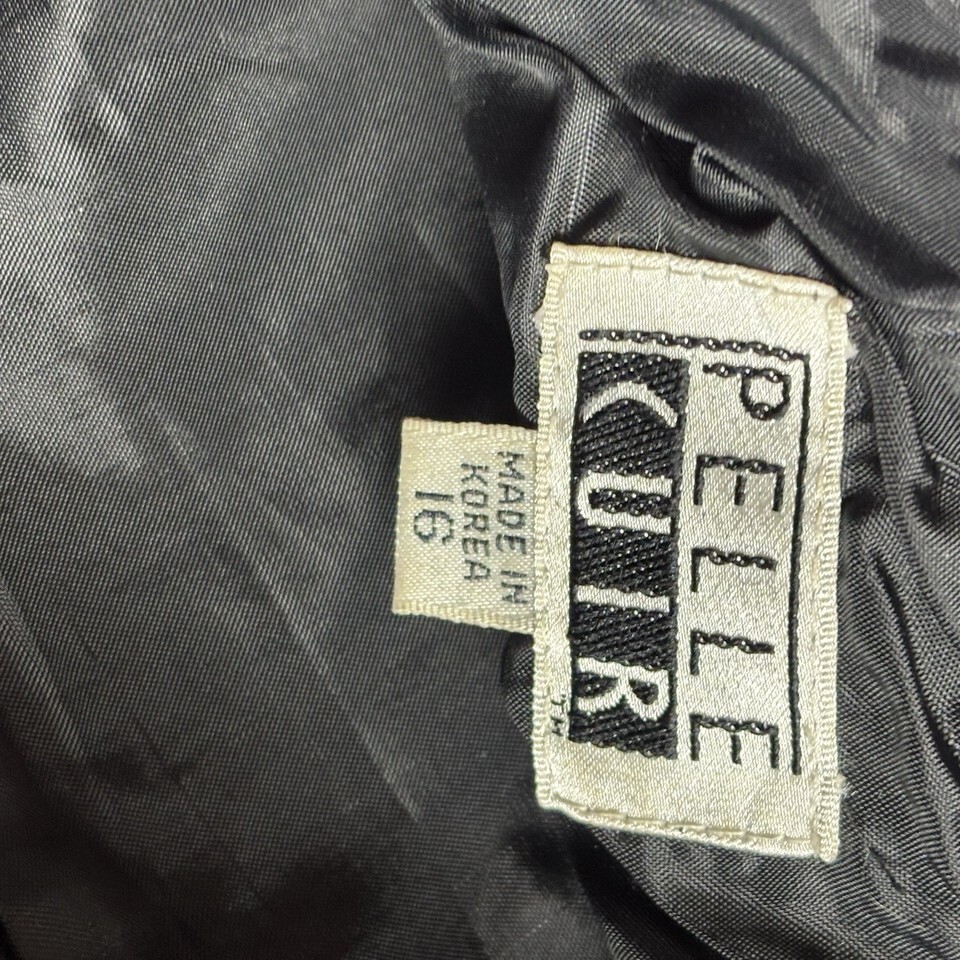 PELLE
CUIR
TM
MADE IN
KOREA
16